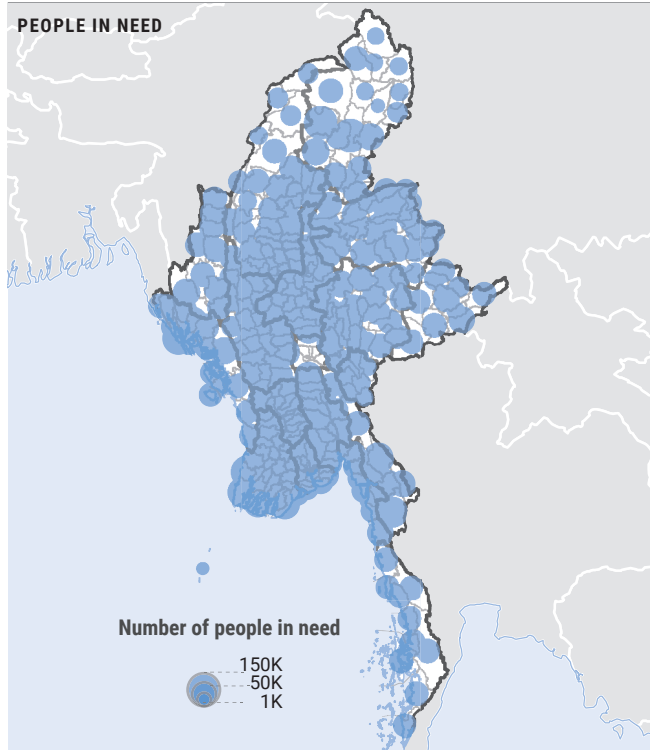 PEOPLE IN NEED
Number of people in need
150K
50K
1K